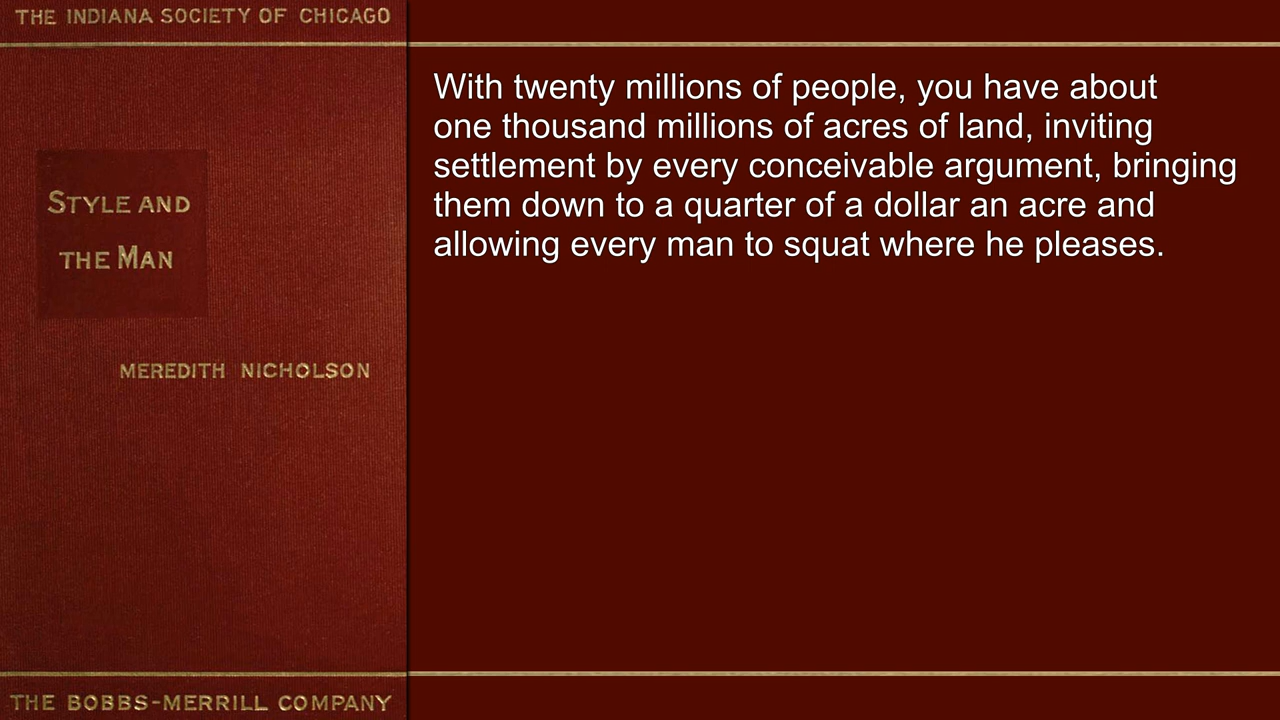 THE INDIANA SOCIETY OF CHICAGO
STYLE AND
THE MAN
MEREDITH NICHOLSON
THE BOBBS-MERRILL COMPANY
With twenty millions of people, you have about
one thousand millions of acres of land, inviting
settlement by every conceivable argument, bringing
them down to a quarter of a dollar an acre and
allowing every man to squat where he pleases.